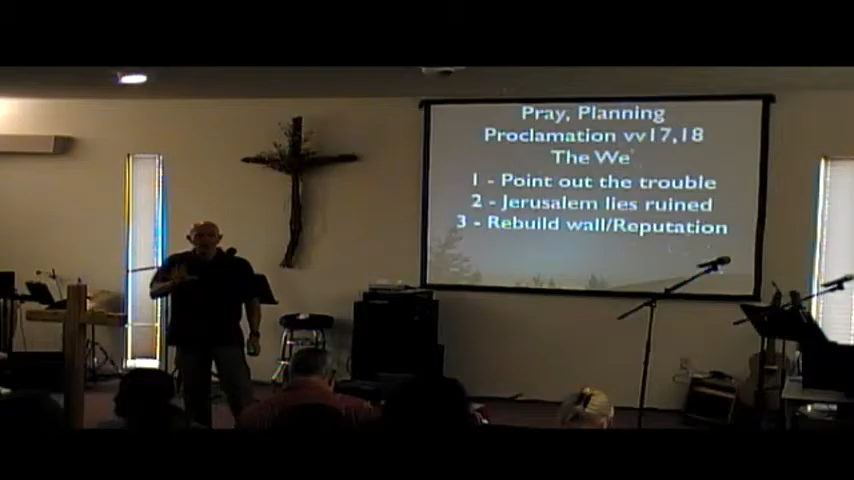 Pray, Planning
Proclamation vv17,18
The We'
1 - Point out the trouble
2 - Jerusalem lies ruined
3 - Rebuild wall/Reputation